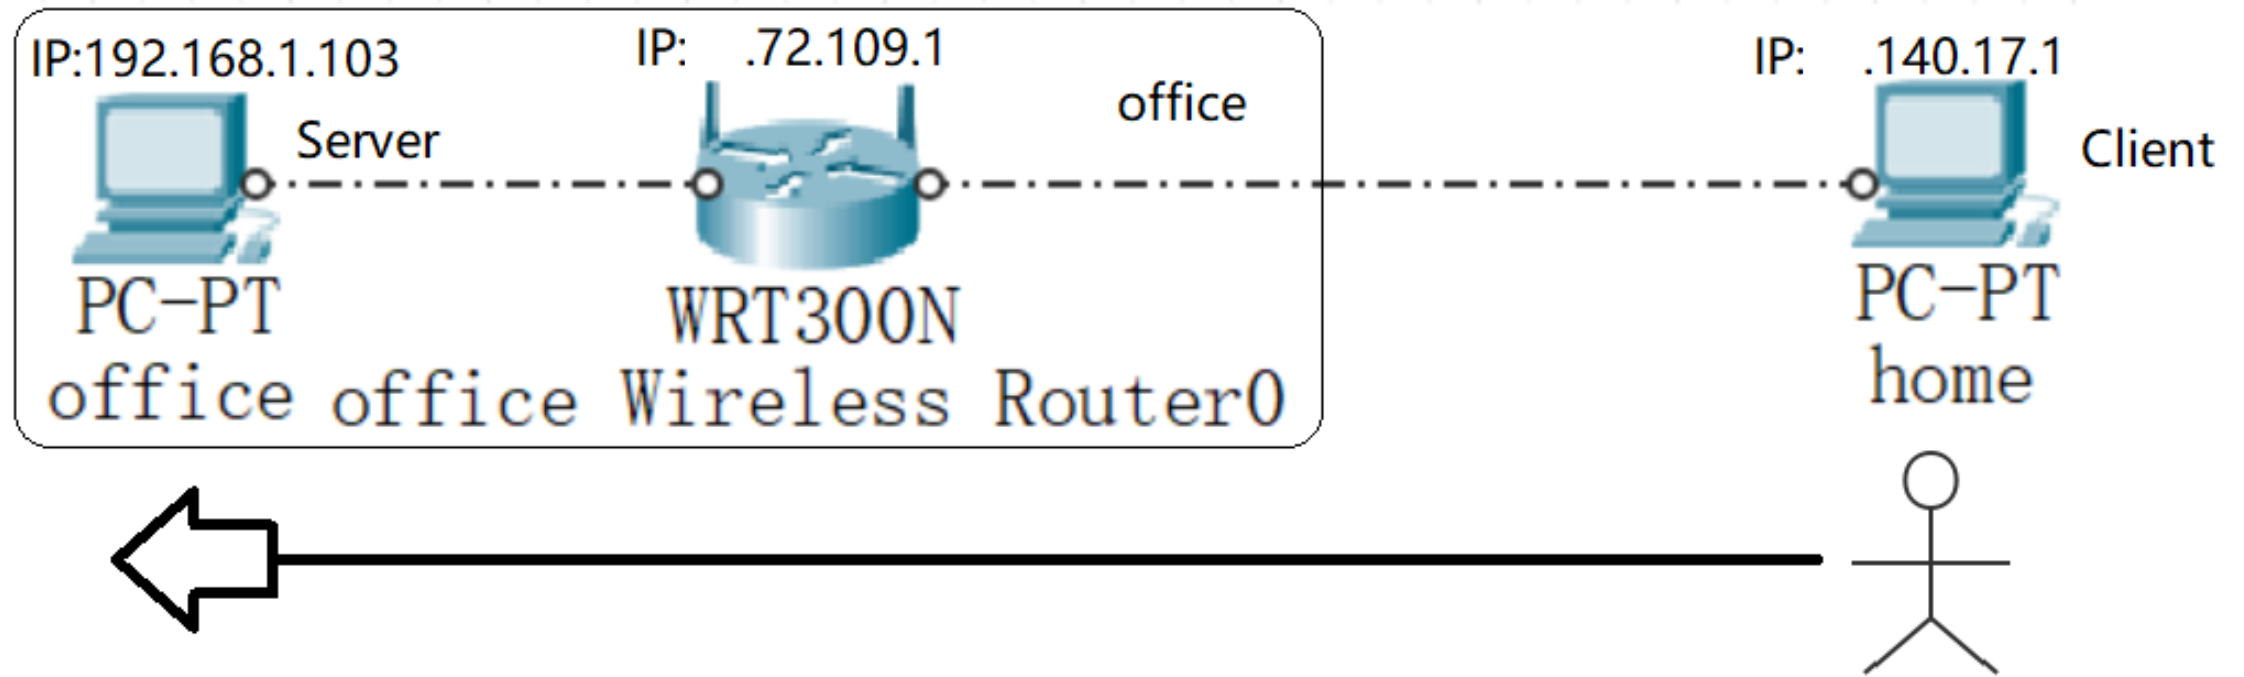 IP:192.168.1.103
IP: .72.109.1
IP: .140.17.1
office
Server
Client
PC-PT
office
WRT300N
office Wireless Router0
PC-PT
home